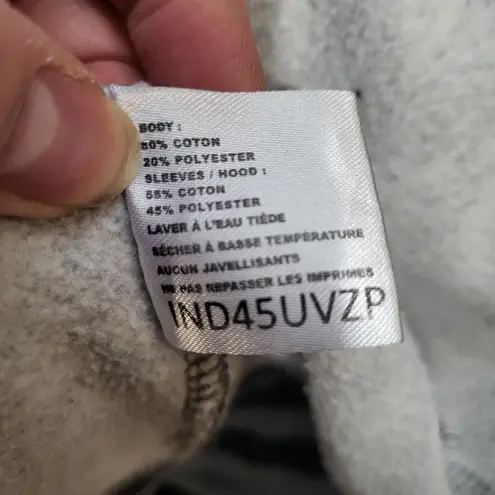 BODY :
80% COTON
20% POLYESTER
SLEEVES / HOOD :
55% COTON
45% POLYESTER
LAVER À L'EAU TIÈDE
SÉCHER À BASSE TEMPÉRATURE
AUCUN JAVELLISANTS
NE PAS REPASSER LES IMPRIMÉS
IND45UVZP